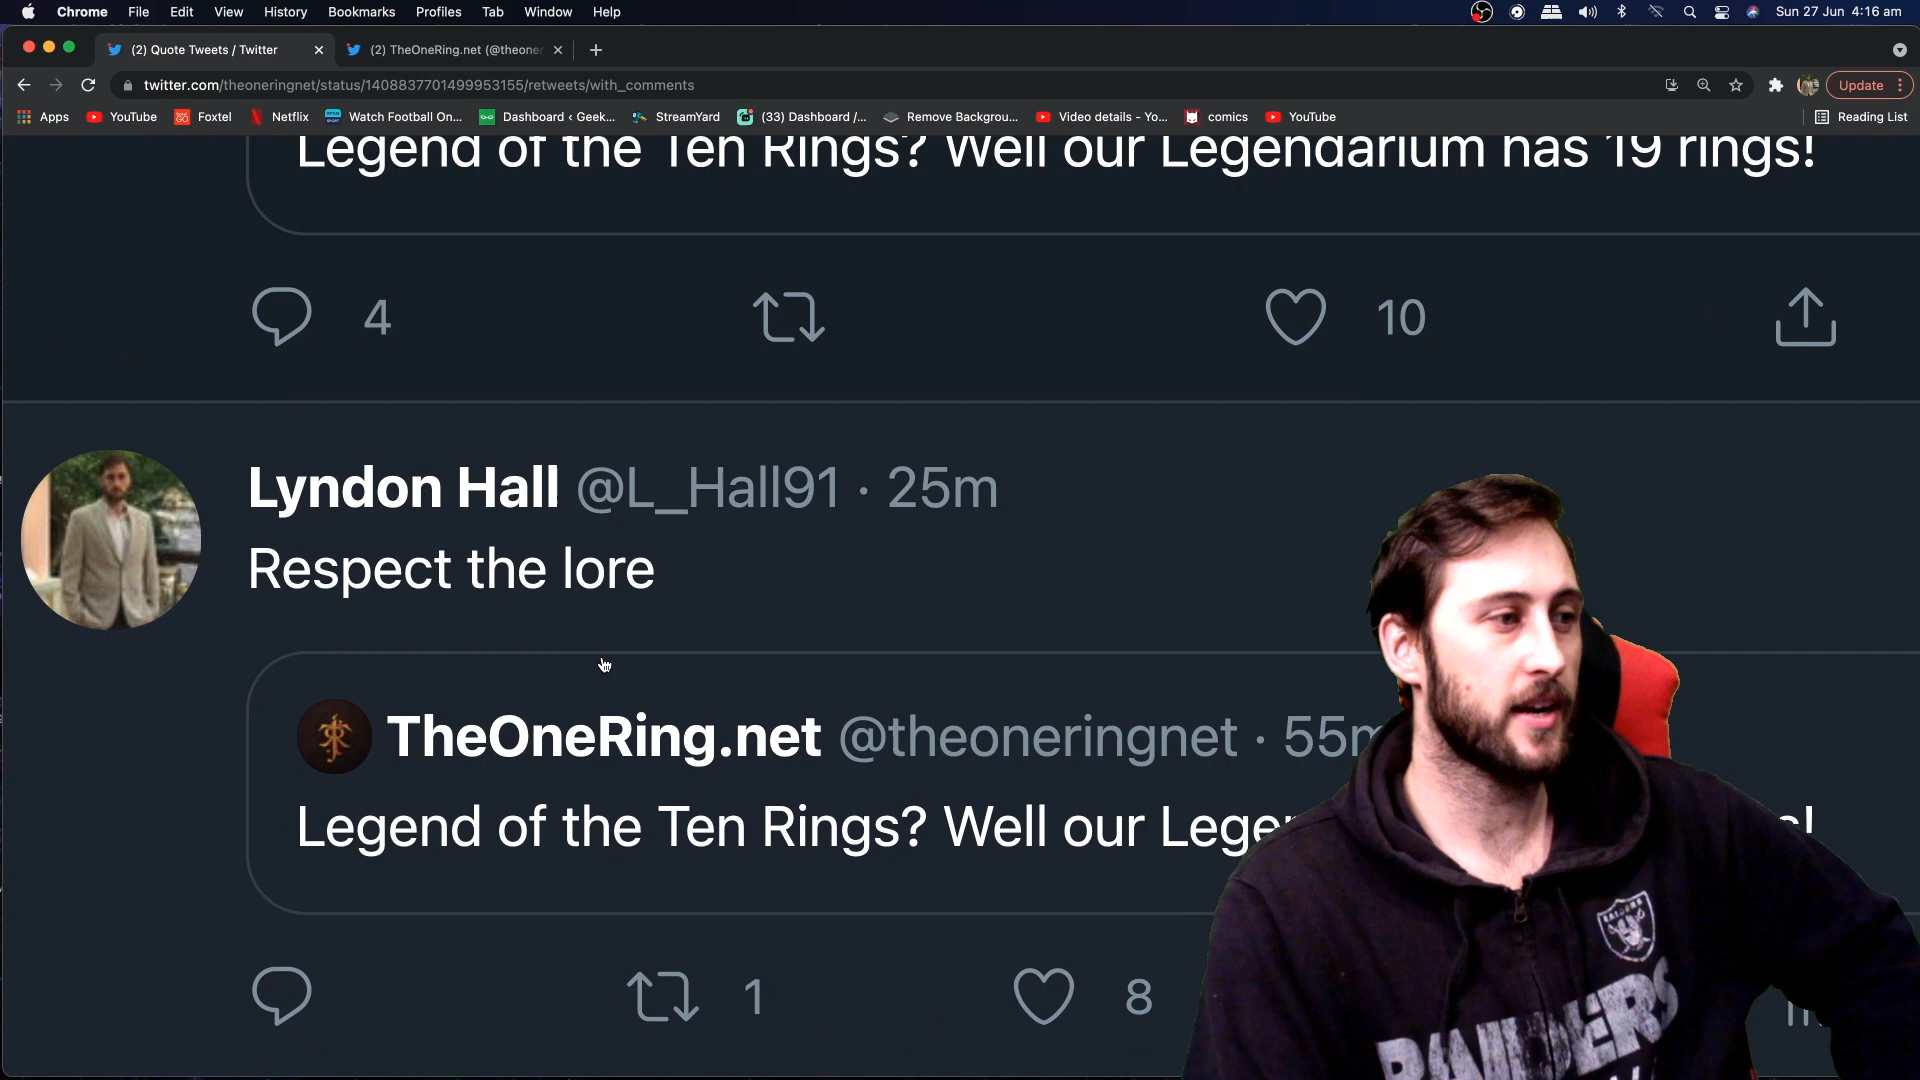 Chrome File Edit View History Bookmarks Profiles Tab Window Help Sun 27 Jun 4:16 am
(2) Quote Tweets / Twitter (2) TheOneRing.net (@theoner
twitter.com/theoneringnet/status/1408837701499953155/retweets/with_comments Update
Apps YouTube Foxtel Netflix Watch Football On... Dashboard < Geek... StreamYard (33) Dashboard /... Remove Backgrou... Video details - Yo... comics YouTube Reading List
Legend of the Ten Rings? Well our Legendarium has 19 rings!
4 10
Lyndon Hall @L_Hall91 · 25m
Respect the lore
TheOneRing.net @theoneringnet · 55m
Legend of the Ten Rings? Well our
1 8
RAIDERS
RAIDERS